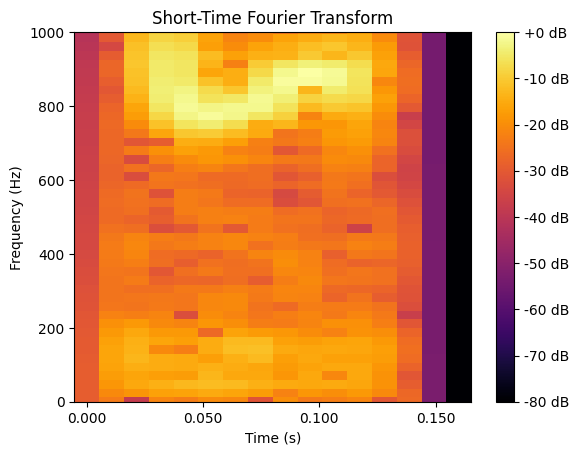 Short-Time Fourier Transform
1000
800
600
400
200
0
Frequency (Hz)
0.000
0.050
0.100
0.150
Time (s)
+0 dB
-10 dB
-20 dB
-30 dB
-40 dB
-50 dB
-60 dB
-70 dB
-80 dB